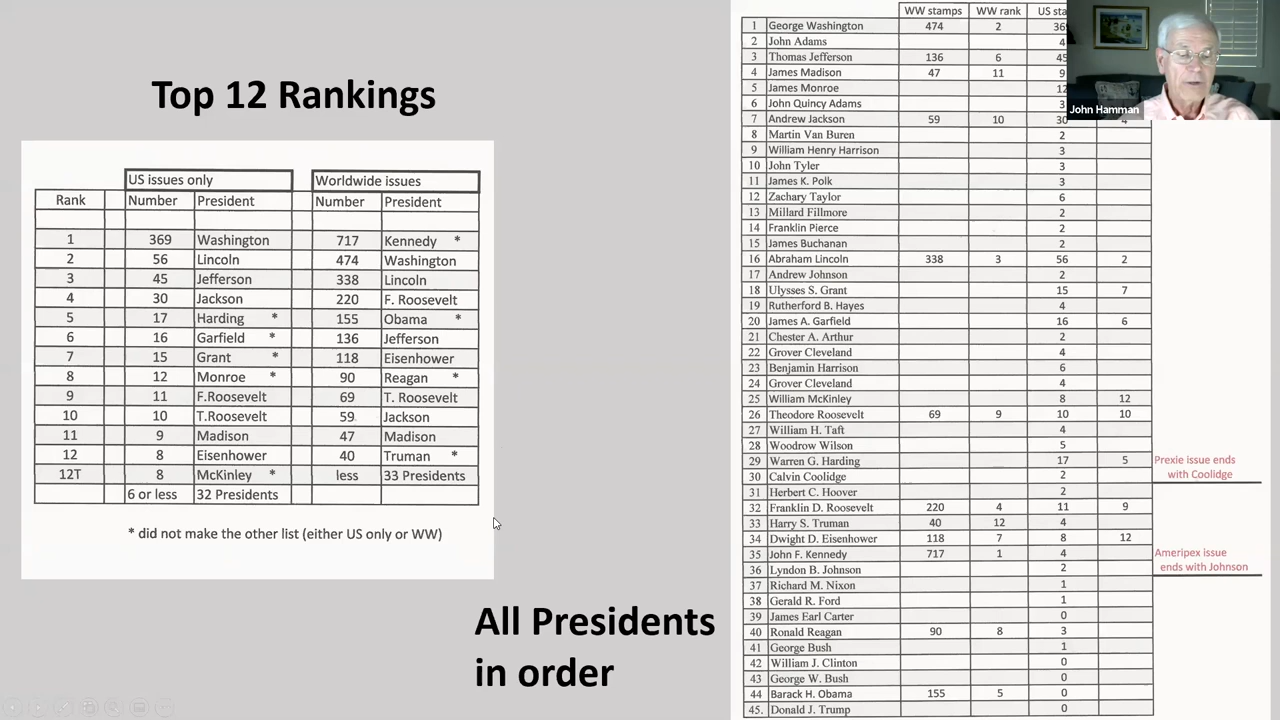 Top 12 Rankings
US issues only Worldwide issues
Rank Number President Number President
1 369 Washington 717 Kennedy *
2 56 Lincoln 474 Washington
3 45 Jefferson 338 Lincoln
4 30 Jackson 220 F. Roosevelt
5 17 Harding * 155 Obama *
6 16 Garfield * 136 Jefferson
7 15 Grant * 118 Eisenhower
8 12 Monroe * 90 Reagan *
9 11 F.Roosevelt 69 T. Roosevelt
10 10 T.Roosevelt 59 Jackson
11 9 Madison 47 Madison
12 8 Eisenhower 40 Truman *
12T 8 McKinley * less 33 Presidents
6 or less 32 Presidents
* did not make the other list (either US only or WW)
All Presidents
in order
WW stamps WW rank US sta
1 George Washington 474 2 36
2 John Adams 4
3 Thomas Jefferson 136 6 45
4 James Madison 47 11 9
5 James Monroe 12
6 John Quincy Adams 3
7 Andrew Jackson 59 10 30 4
8 Martin Van Buren 2
9 William Henry Harrison 3
10 John Tyler 3
11 James K. Polk 3
12 Zachary Taylor 6
13 Millard Fillmore 2
14 Franklin Pierce 2
15 James Buchanan 2
16 Abraham Lincoln 338 3 56 2
17 Andrew Johnson 2
18 Ulysses S. Grant 15 7
19 Rutherford B. Hayes 4
20 James A. Garfield 16 6
21 Chester A. Arthur 2
22 Grover Cleveland 4
23 Benjamin Harrison 6
24 Grover Cleveland 4
25 William McKinley 8 12
26 Theodore Roosevelt 69 9 10 10
27 William H. Taft 4
28 Woodrow Wilson 5
29 Warren G. Harding 17 5
30 Calvin Coolidge 2
31 Herbert C. Hoover 2
32 Franklin D. Roosevelt 220 4 11 9
33 Harry S. Truman 40 12 4
34 Dwight D. Eisenhower 118 7 8 12
35 John F. Kennedy 717 1 4
36 Lyndon B. Johnson 2
37 Richard M. Nixon 1
38 Gerald R. Ford 1
39 James Earl Carter 0
40 Ronald Reagan 90 8 3
41 George Bush 1
42 William J. Clinton 0
43 George W. Bush 0
44 Barack H. Obama 155 5 0
45. Donald J. Trump 0
Prexie issue ends
with Coolidge
Ameripex issue
ends with Johnson
John Hamman